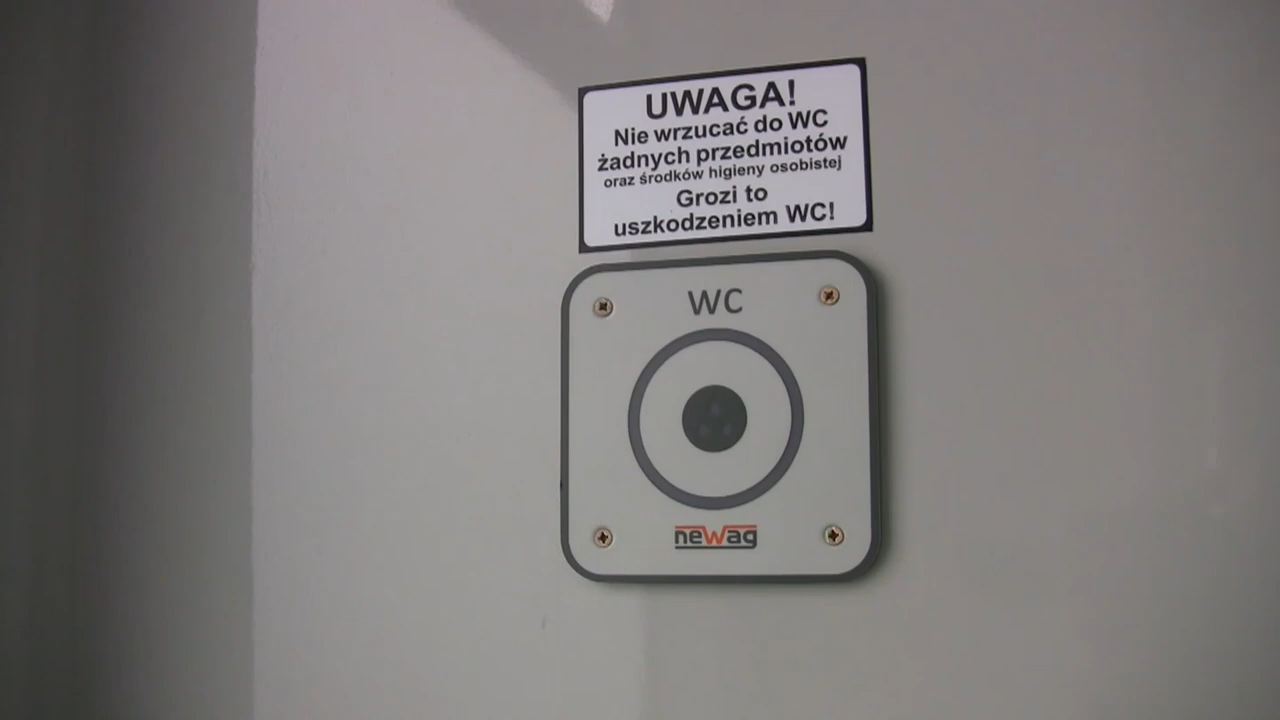 UWAGA!
Nie wrzucać do WC
żadnych przedmiotów
oraz środków higieny osobistej
Grozi to
uszkodzeniem WC!
WC
newag